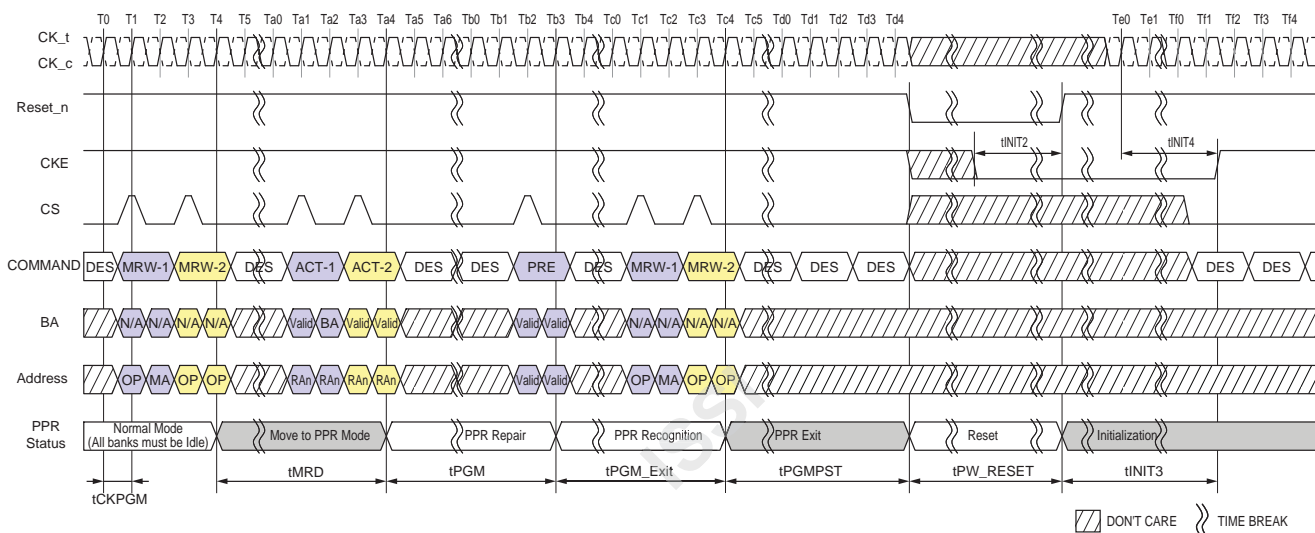 T0 T1 T2 T3 T4 T5 Ta0 Ta1 Ta2 Ta3 Ta4 Ta5 Ta6 Tb0 Tb1 Tb2 Tb3 Tb4 Tc0 Tc1 Tc2 Tc3 Tc4 Tc5 Td0 Td1 Td2 Td3 Td4 Te0 Te1 Tf0 Tf1 Tf2 Tf3 Tf4
CK_t
CK_c
Reset_n
tINIT2 tINIT4
CKE
CS
COMMAND DES MRW-1 MRW-2 DES ACT-1 ACT-2 DES DES PRE DES MRW-1 MRW-2 DES DES DES DES DES
BA N/A N/A N/A N/A Valid BA Valid Valid Valid Valid N/A N/A N/A N/A
Address OP MA OP OP RAn RAn RAn RAn Valid Valid OP MA OP OP
PPR Status Normal Mode (All banks must be Idle) Move to PPR Mode PPR Repair PPR Recognition PPR Exit Reset Initialization
tCKPGM tMRD tPGM tPGM_Exit tPGMPST tPW_RESET tINIT3
DON'T CARE TIME BREAK
ISSI